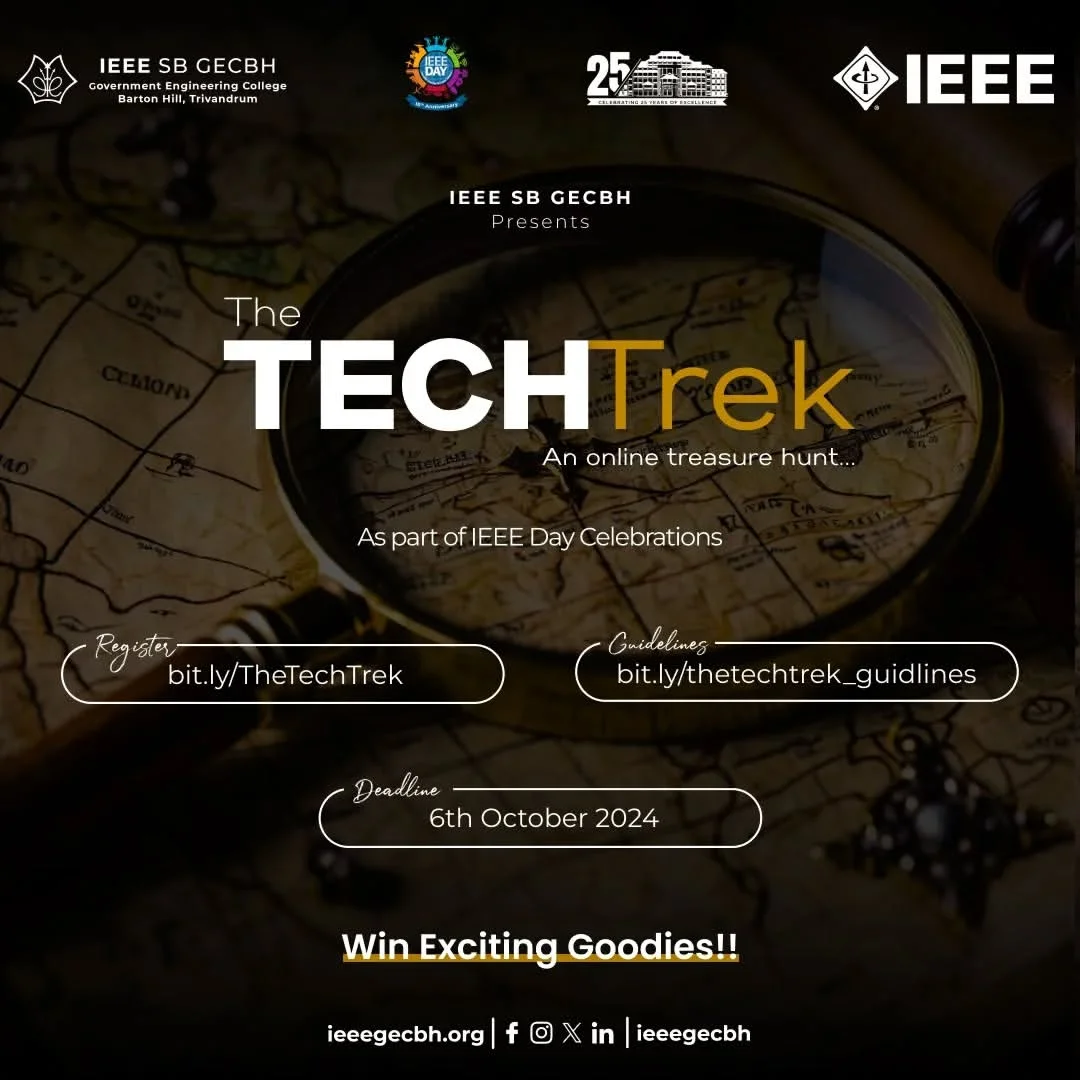 IEEE SB GECBH
Government Engineering College
Barton Hill, Trivandrum
IEEE
DAY
15th Anniversary
25
CELEBRATING 25 YEARS OF EXCELLENCE
IEEE
IEEE SB GECBH
Presents
The
TECHTrek
An online treasure hunt...
As part of IEEE Day Celebrations
Register
bit.ly/TheTechTrek
Guidelines
bit.ly/thetechtrek_guidlines
Deadline
6th October 2024
Win Exciting Goodies!!
ieeegecbh.org
ieeegecbh